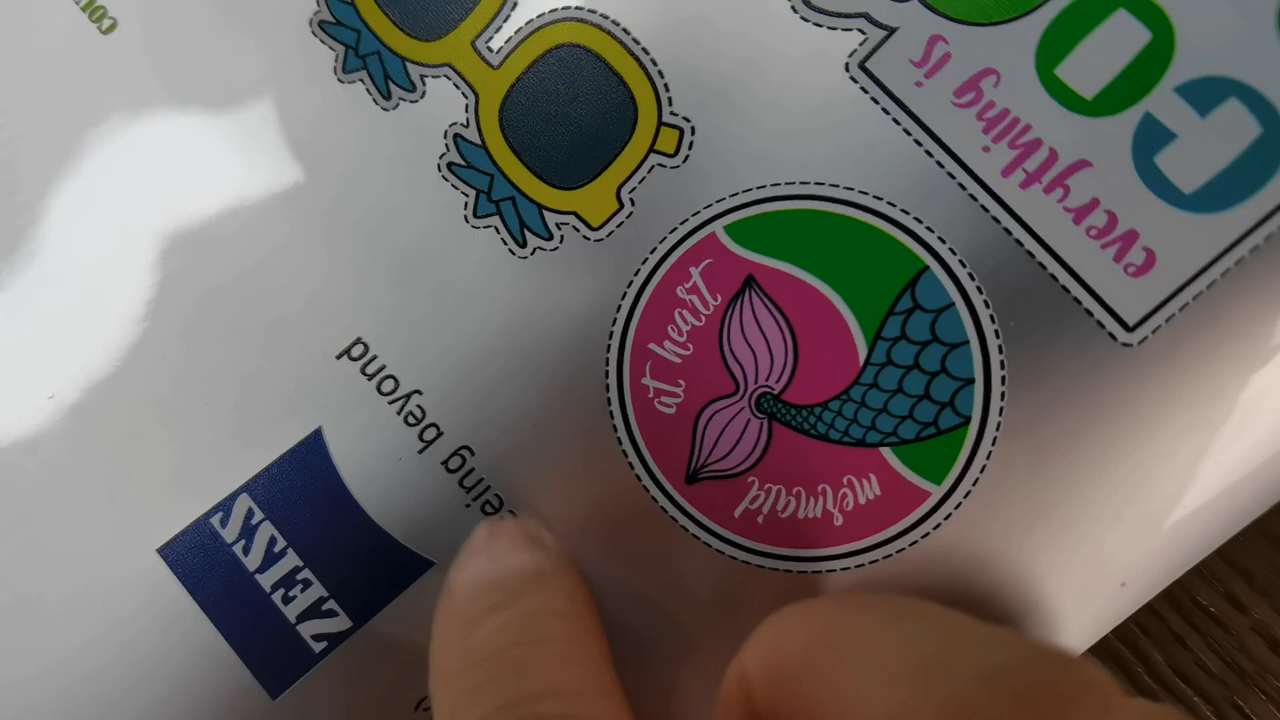 everything is
mermaid
at heart
ZEISS
eing beyond